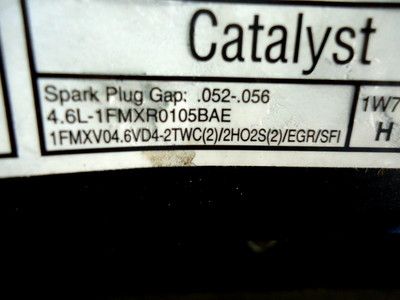 Catalyst
Spark Plug Gap: .052-.056
4.6L-1FMXR0105BAE
1FMXV04.6VD4-2TWC(2)/2HO2S(2)/EGR/SFI
1W7
H